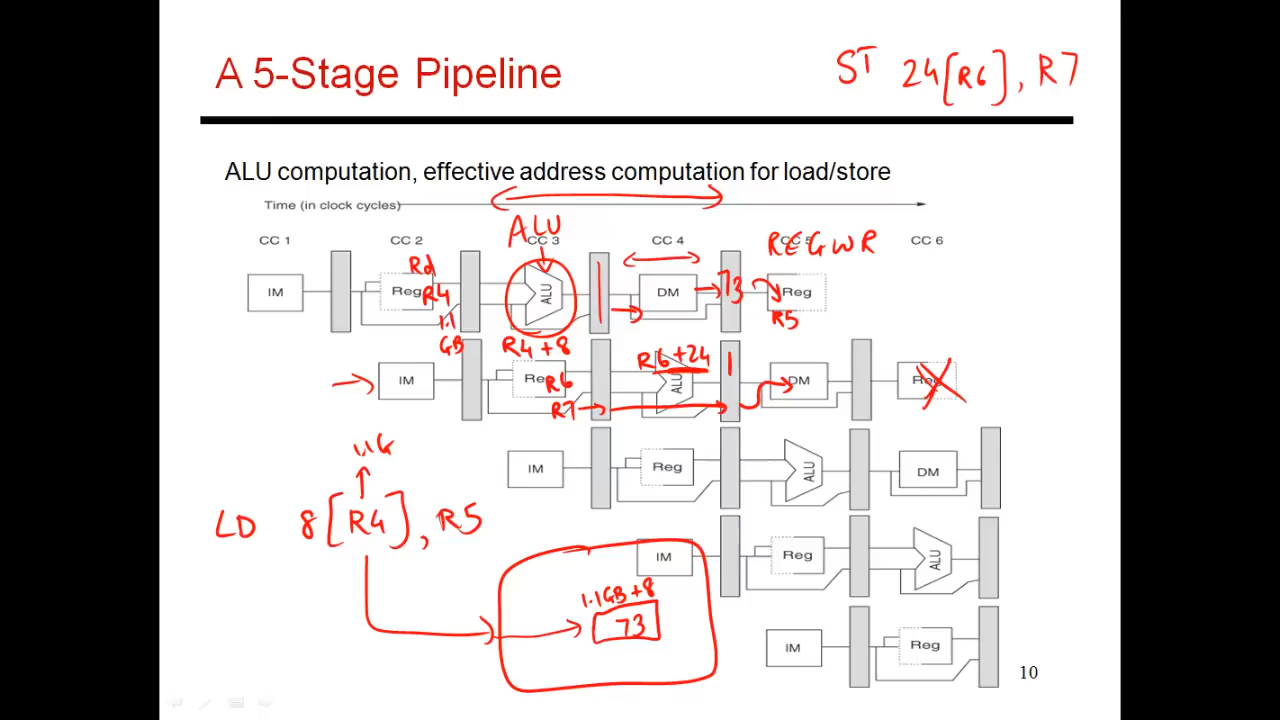 A 5-Stage Pipeline
ST 24[R6], R7
ALU computation, effective address computation for load/store
Time (in clock cycles)
ALU
REGWR
CC 1 CC 2 CC 3 CC 4 CC 5 CC 6
Rd
IM Reg ALU DM 73 Reg
R4
1.1 R5
GB R4+8 R6+24
IM Reg ALU DM Reg
R6
R7
1.1G
IM Reg ALU DM
LD 8[R4], R5
IM Reg ALU
1.1GB+8
73
IM Reg
10